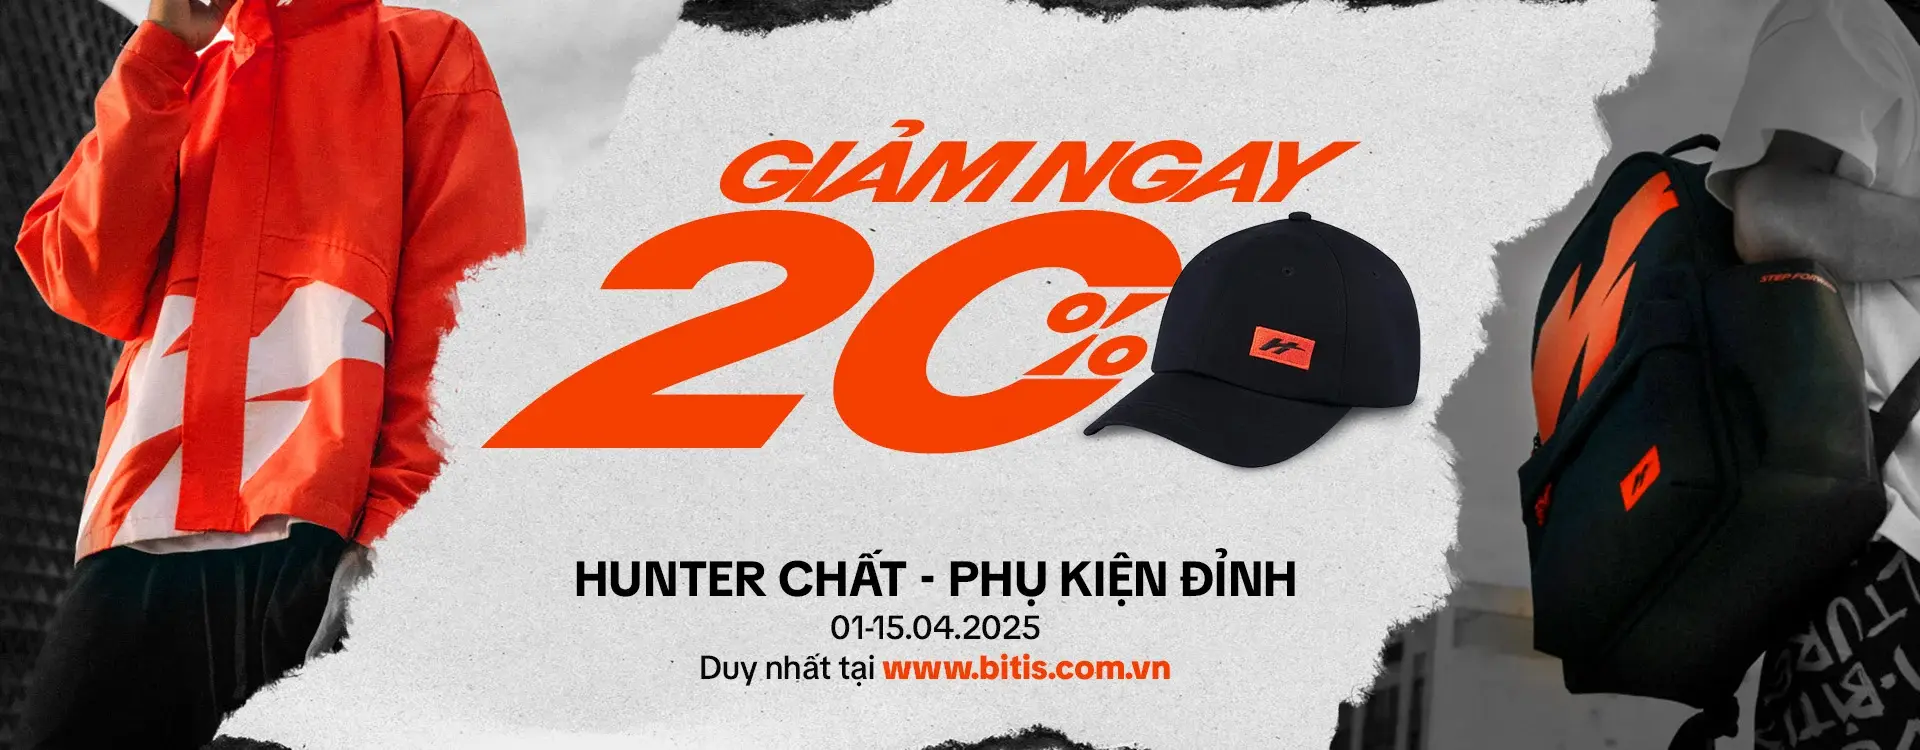 GIẢM NGAY
20%
HUNTER CHẤT - PHỤ KIỆN ĐỈNH
01-15.04.2025
Duy nhất tại www.bitis.com.vn